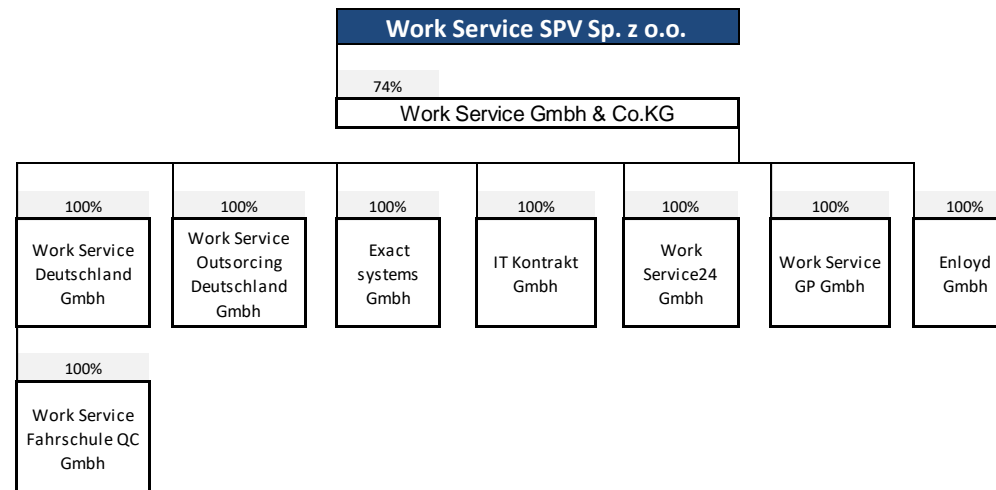 Work Service SPV Sp. z o.o.
74%
Work Service Gmbh & Co.KG
100%
100%
100%
100%
100%
100%
100%
Work Service
Deutschland
Gmbh
Work Service
Outsorcing
Deutschland
Gmbh
Exact
systems
Gmbh
IT Kontrakt
Gmbh
Work
Service24
Gmbh
Work Service
GP Gmbh
Enloyd
Gmbh
100%
Work Service
Fahrschule QC
Gmbh